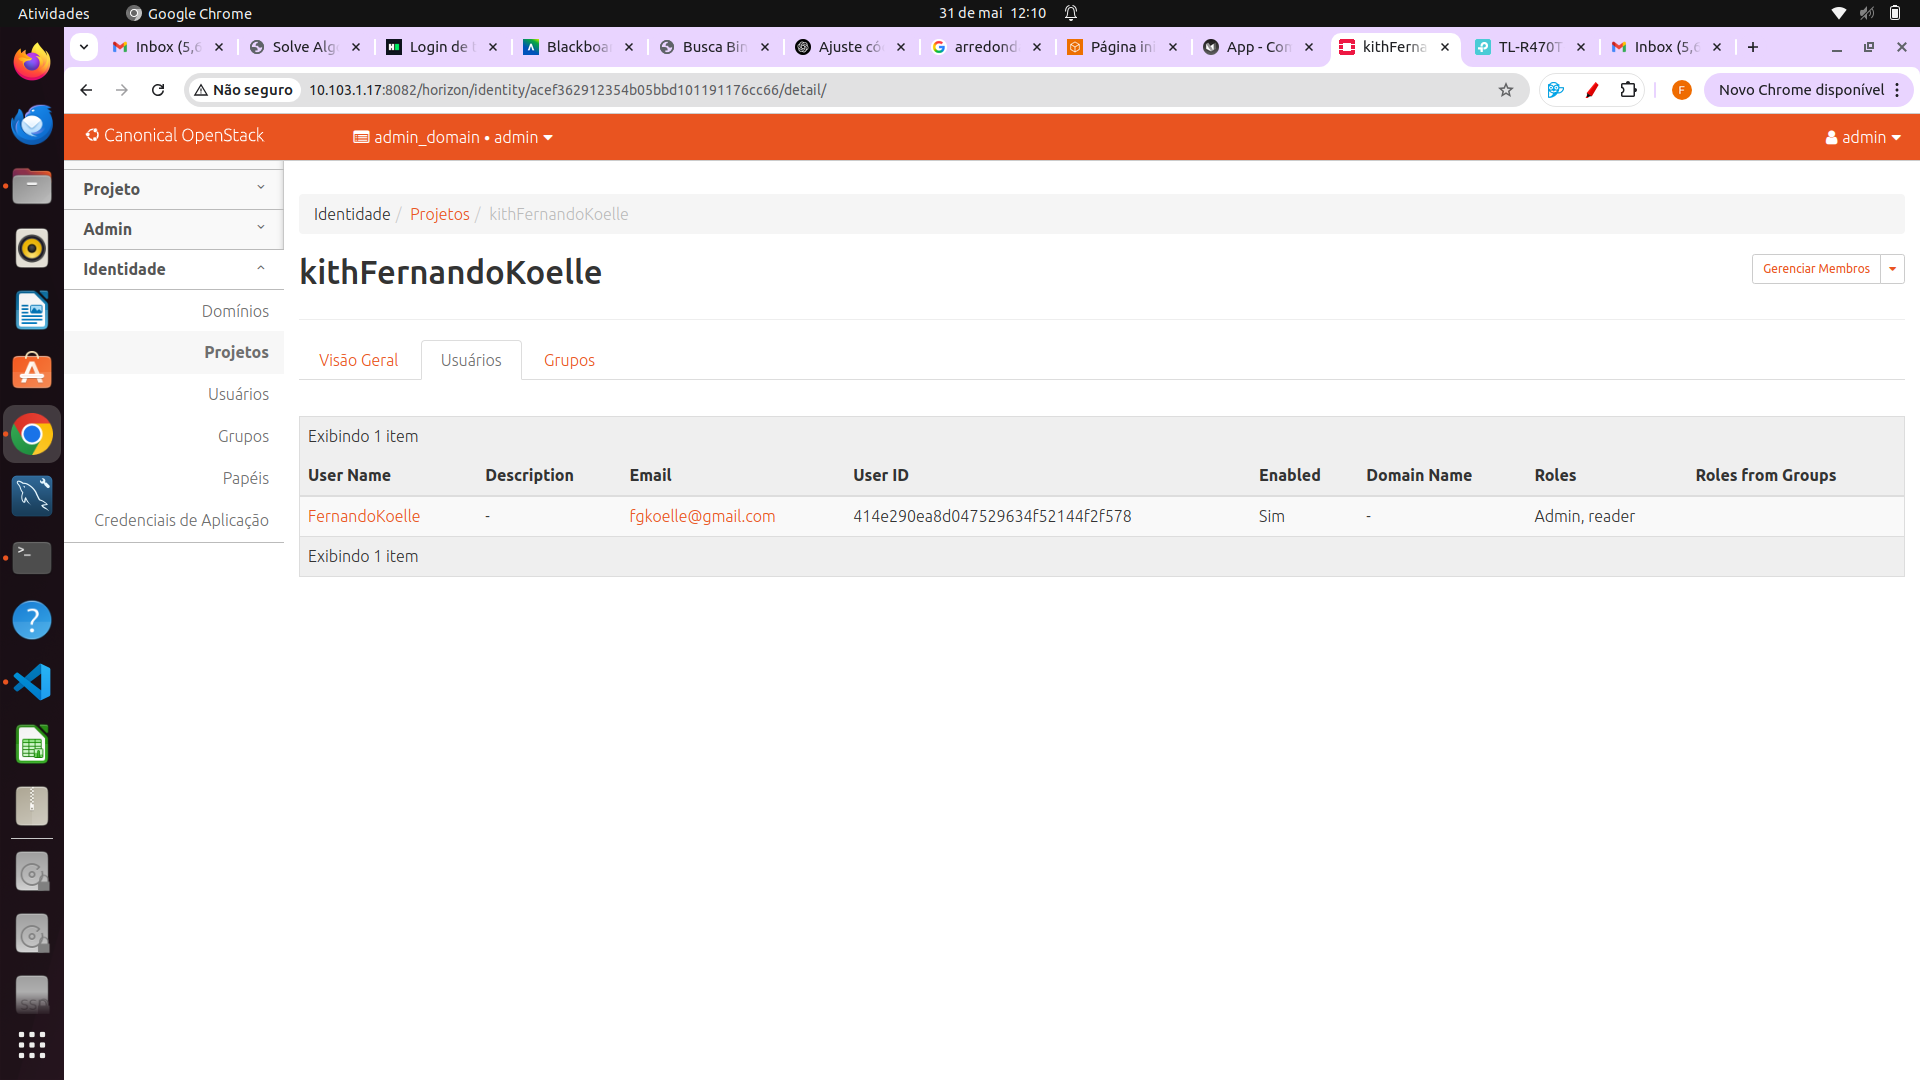 Atividades
Google Chrome
31 de mai 12:10
Inbox (5,6
Solve Alg
Login de
Blackboa
Busca Bin
Ajuste có
arredond
Página in
App - Con
kithFerna
TL-R470T
Inbox (5,6
Não seguro
10.103.1.17:8082/horizon/identity/acef362912354b05bbd101191176cc66/detail/
F
Novo Chrome disponível
Canonical OpenStack
admin_domain • admin
admin
Projeto
Admin
Identidade
Domínios
Projetos
Usuários
Grupos
Papéis
Credenciais de Aplicação
Identidade / Projetos / kithFernandoKoelle
kithFernandoKoelle
Gerenciar Membros
Visão Geral
Usuários
Grupos
Exibindo 1 item
User Name Description Email User ID Enabled Domain Name Roles Roles from Groups
FernandoKoelle - fgkoelle@gmail.com 414e290ea8d047529634f52144f2f578 Sim - Admin, reader
Exibindo 1 item